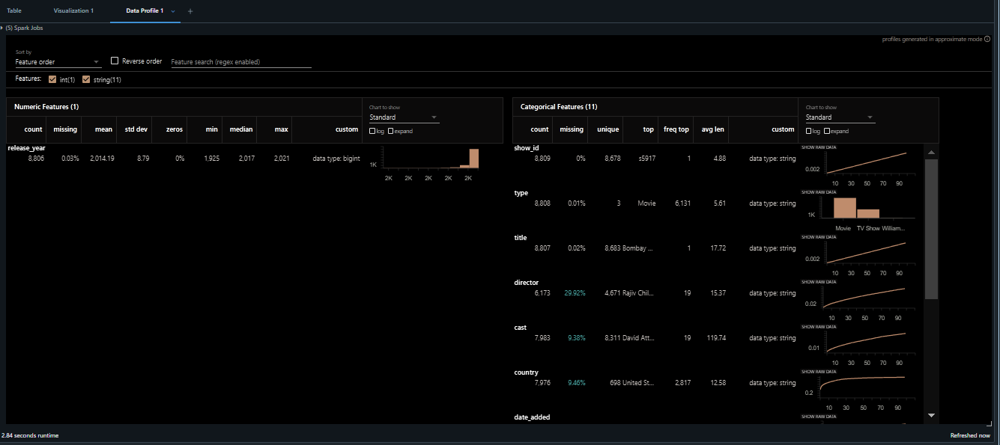 Table Visualization 1 Data Profile 1 +
(5) Spark Jobs
profiles generated in approximate mode
Sort by
Feature order Reverse order Feature search (regex enabled)
Features: int(1) string(11)
Numeric Features (1)
Chart to show
Standard
log expand
count missing mean std dev zeros min median max custom
release_year
8,806 0.03% 2,014.19 8.79 0% 1,925 2,017 2,021 data type: bigint
1K
2K 2K 2K 2K 2K
Categorical Features (11)
Chart to show
Standard
log expand
count missing unique top freq top avg len custom
show_id
SHOW RAW DATA
8,809 0% 8,678 s5917 1 4.88 data type: string
0.002
10 30 50 70 90
type
SHOW RAW DATA
8,808 0.01% 3 Movie 6,131 5.61 data type: string
1K
Movie TV Show William...
title
SHOW RAW DATA
8,807 0.02% 8,683 Bombay ... 1 17.72 data type: string
0.002
10 30 50 70 90
director
SHOW RAW DATA
6,173 29.92% 4,671 Rajiv Chil... 19 15.37 data type: string
0.02
10 30 50 70 90
cast
SHOW RAW DATA
7,983 9.38% 8,311 David Att... 19 119.74 data type: string
0.01
10 30 50 70 90
country
SHOW RAW DATA
7,976 9.46% 698 United St... 2,817 12.58 data type: string
0.2
10 30 50 70 90
date_added
SHOW RAW DATA
2.84 seconds runtime
Refreshed now